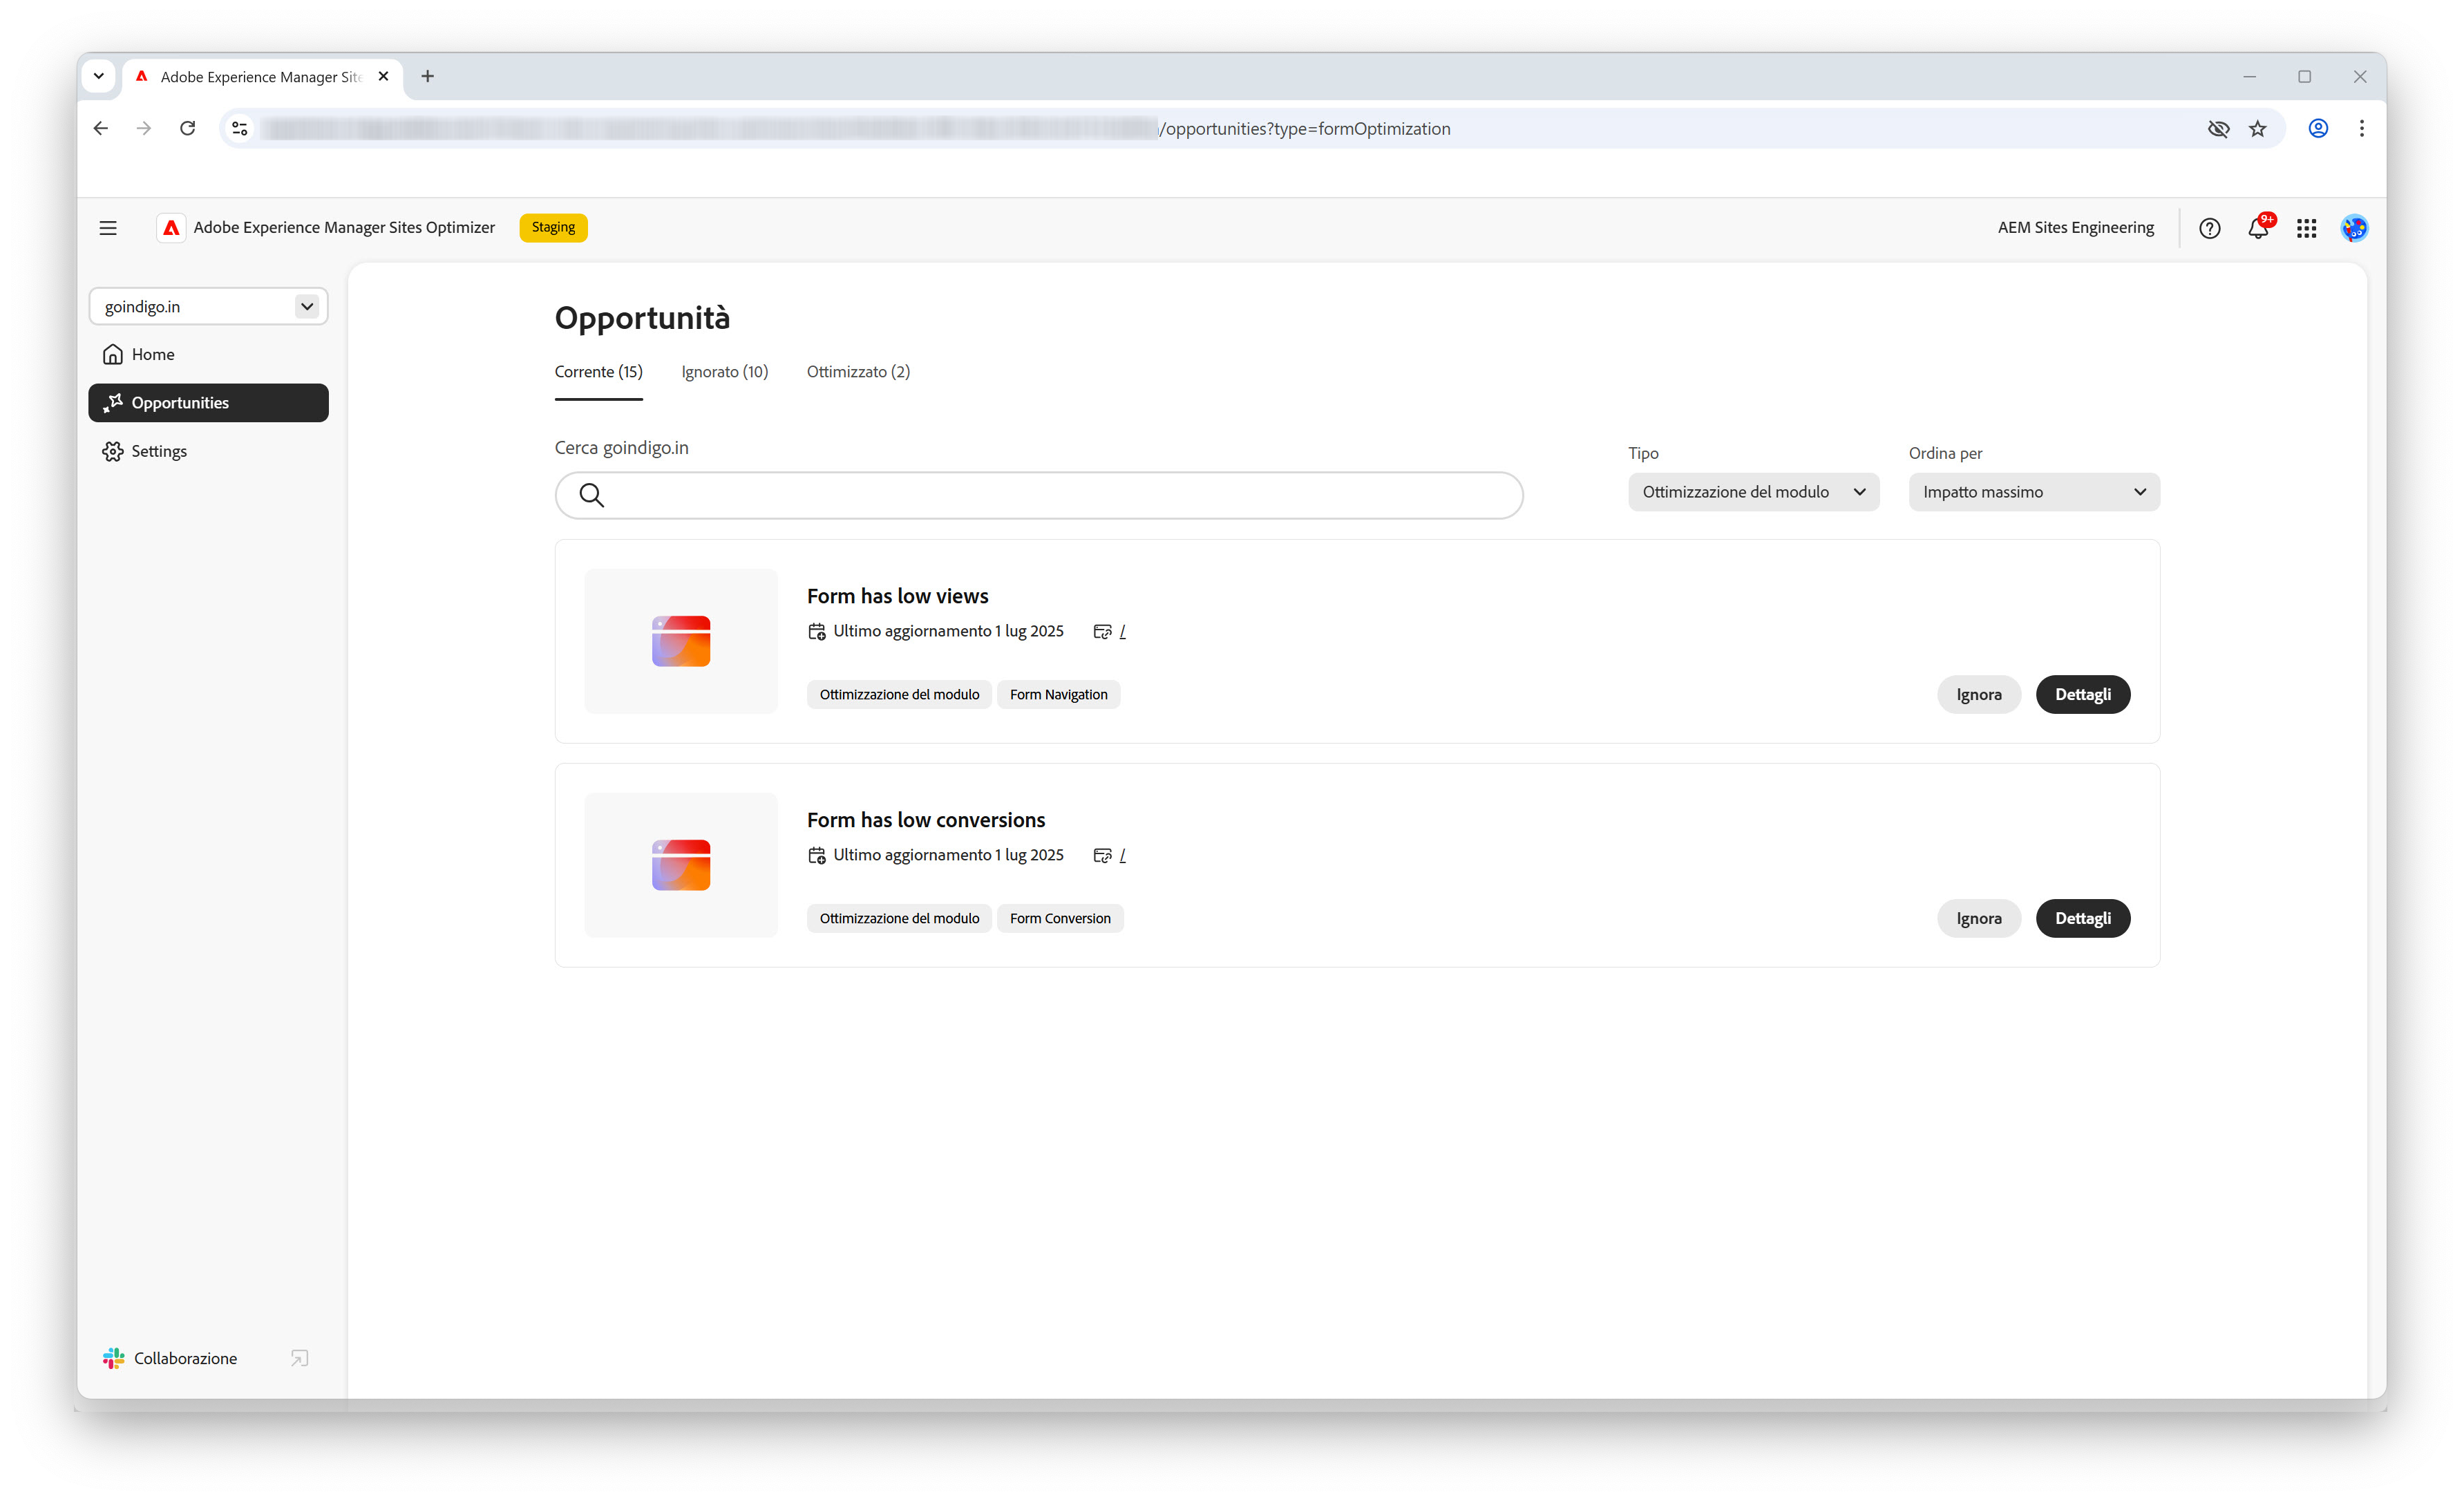 Adobe Experience Manager Site
/opportunities?type=formOptimization
Adobe Experience Manager Sites Optimizer
Staging
AEM Sites Engineering
9+
goindigo.in
Home
Opportunities
Settings
Opportunità
Corrente (15)
Ignorato (10)
Ottimizzato (2)
Cerca goindigo.in
Tipo
Ottimizzazione del modulo
Ordina per
Impatto massimo
Form has low views
Ultimo aggiornamento 1 lug 2025
/
Ottimizzazione del modulo
Form Navigation
Ignora
Dettagli
Form has low conversions
Ultimo aggiornamento 1 lug 2025
/
Ottimizzazione del modulo
Form Conversion
Ignora
Dettagli
Collaborazione